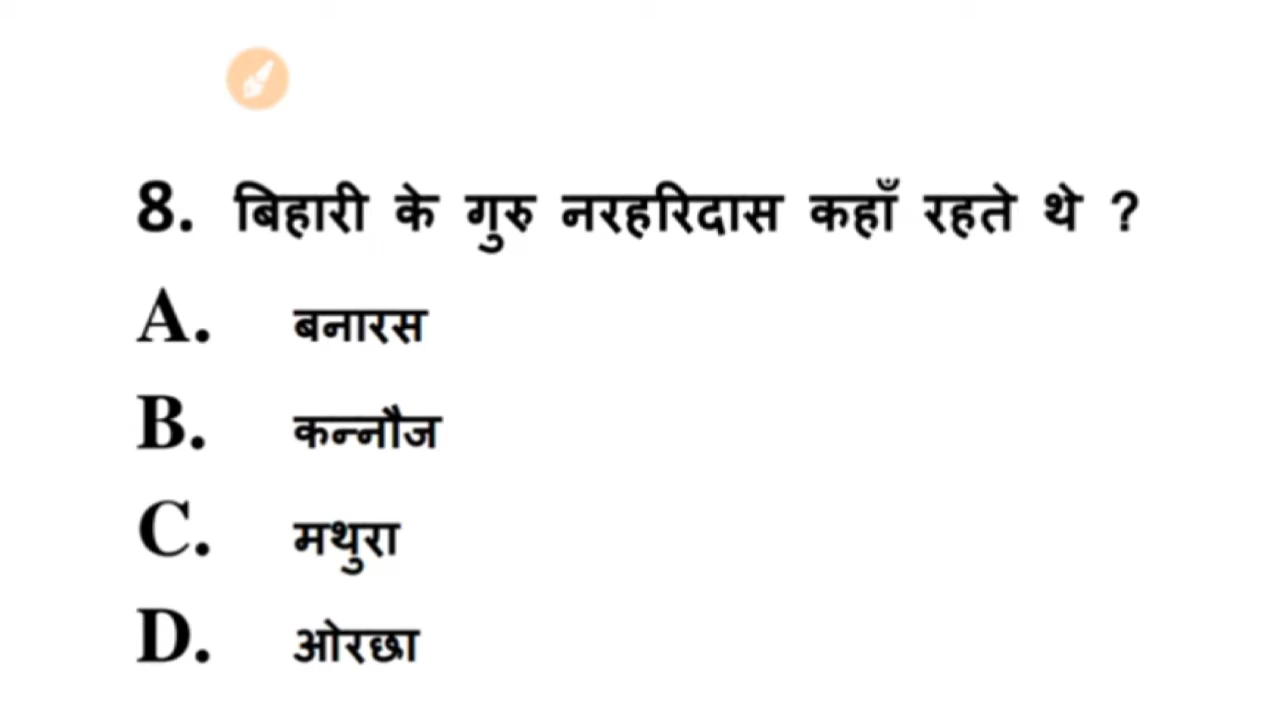 8. बिहारी के गुरु नरहरिदास कहाँ रहते थे ?
A. बनारस
B. कन्नौज
C. मथुरा
D. ओरछा